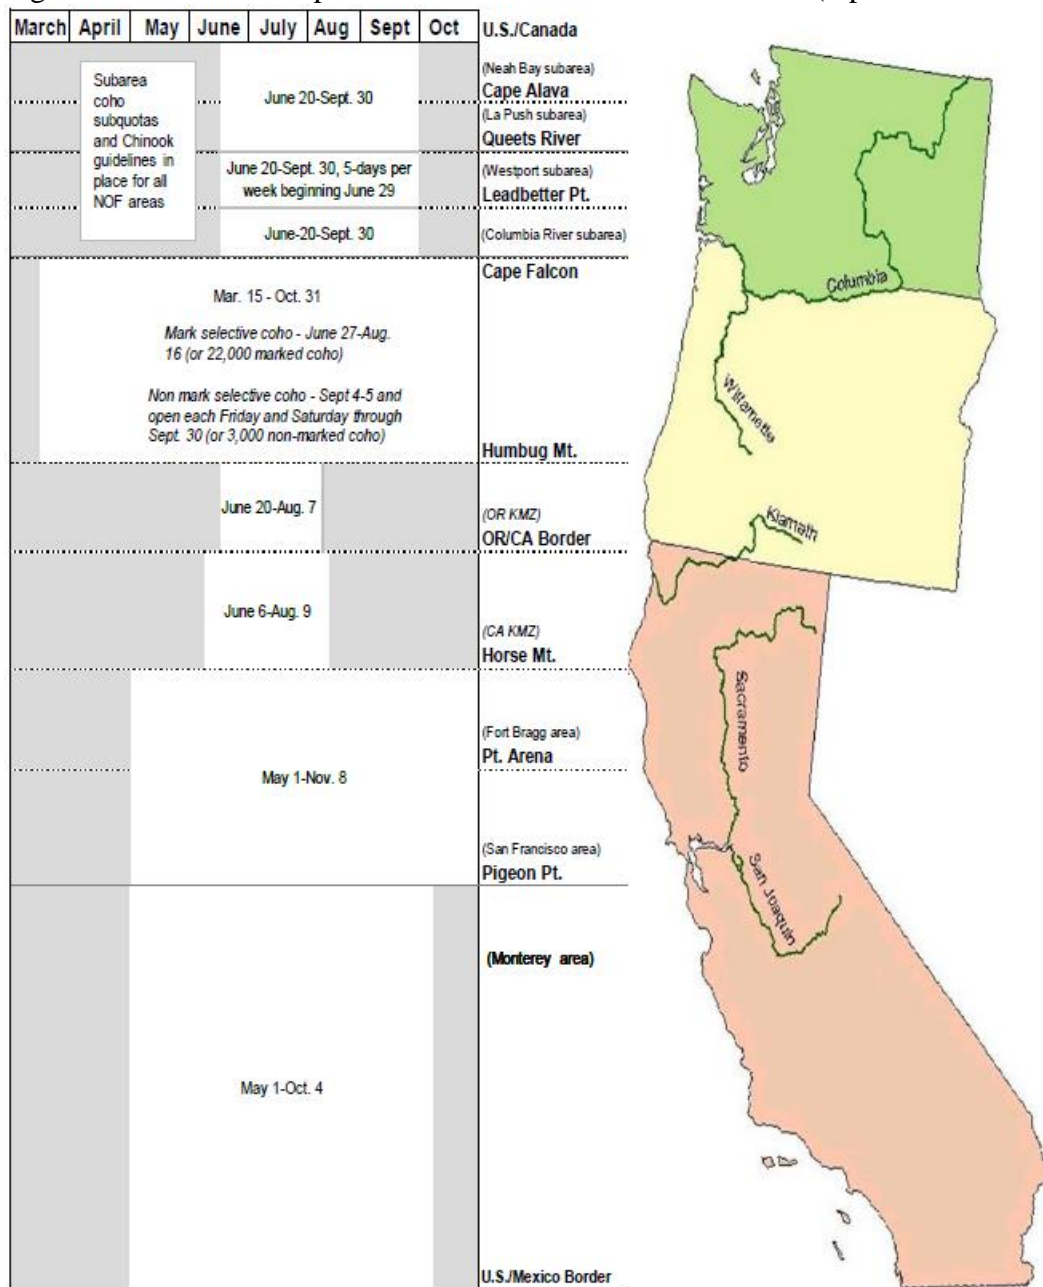 March April May June July Aug Sept Oct U.S./Canada
Subarea
coho
subquotas
and Chinook
guidelines in
place for all
NOF areas
June 20-Sept. 30
(Neah Bay subarea)
Cape Alava
(La Push subarea)
Queets River
June 20-Sept. 30, 5-days per
week beginning June 29
(Westport subarea)
Leadbetter Pt.
June-20-Sept. 30
(Columbia River subarea)
Cape Falcon
Mar. 15 - Oct. 31
Mark selective coho - June 27-Aug.
16 (or 22,000 marked coho)
Non mark selective coho - Sept 4-5 and
open each Friday and Saturday through
Sept. 30 (or 3,000 non-marked coho)
Humbug Mt.
June 20-Aug. 7
(OR KMZ)
OR/CA Border
June 6-Aug. 9
(CA KMZ)
Horse Mt.
(Fort Bragg area)
Pt. Arena
May 1-Nov. 8
(San Francisco area)
Pigeon Pt.
(Monterey area)
May 1-Oct. 4
U.S./Mexico Border
Columbia
Willamette
Klamath
Sacramento
San Joaquin